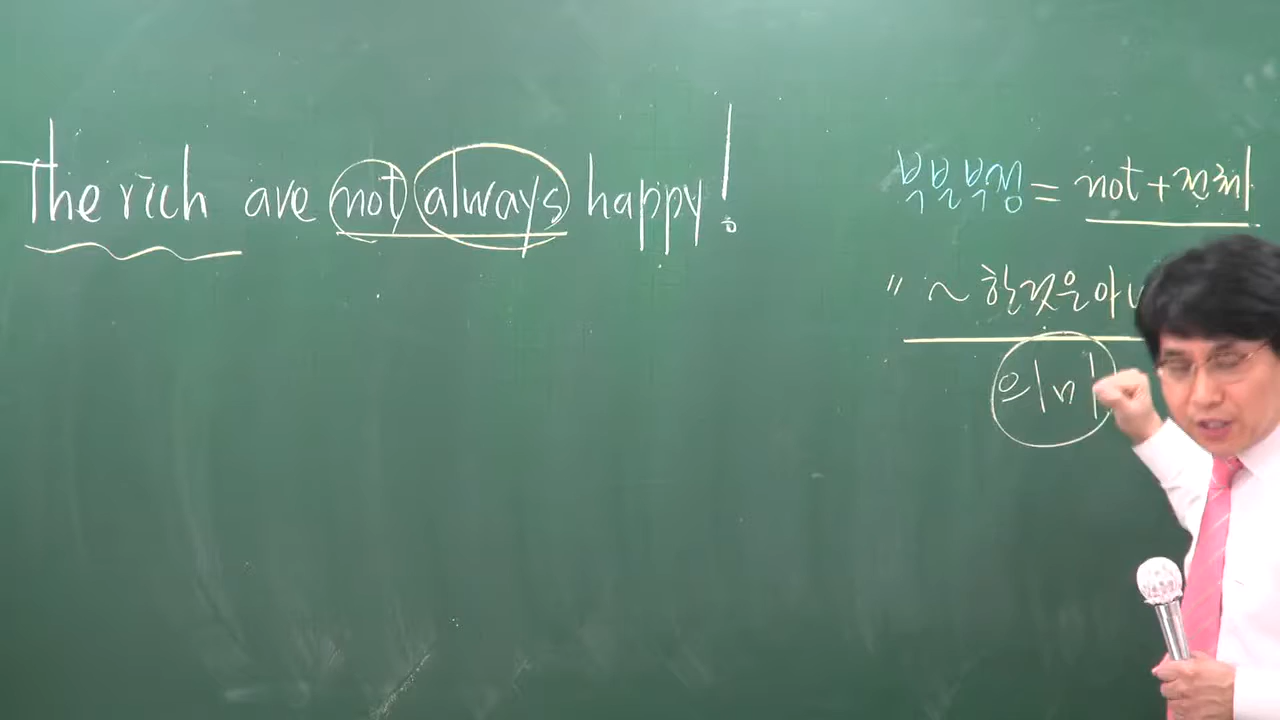 The rich are not always happy!
부분부정 = not + 전체
" ~ 한것은아니
의미